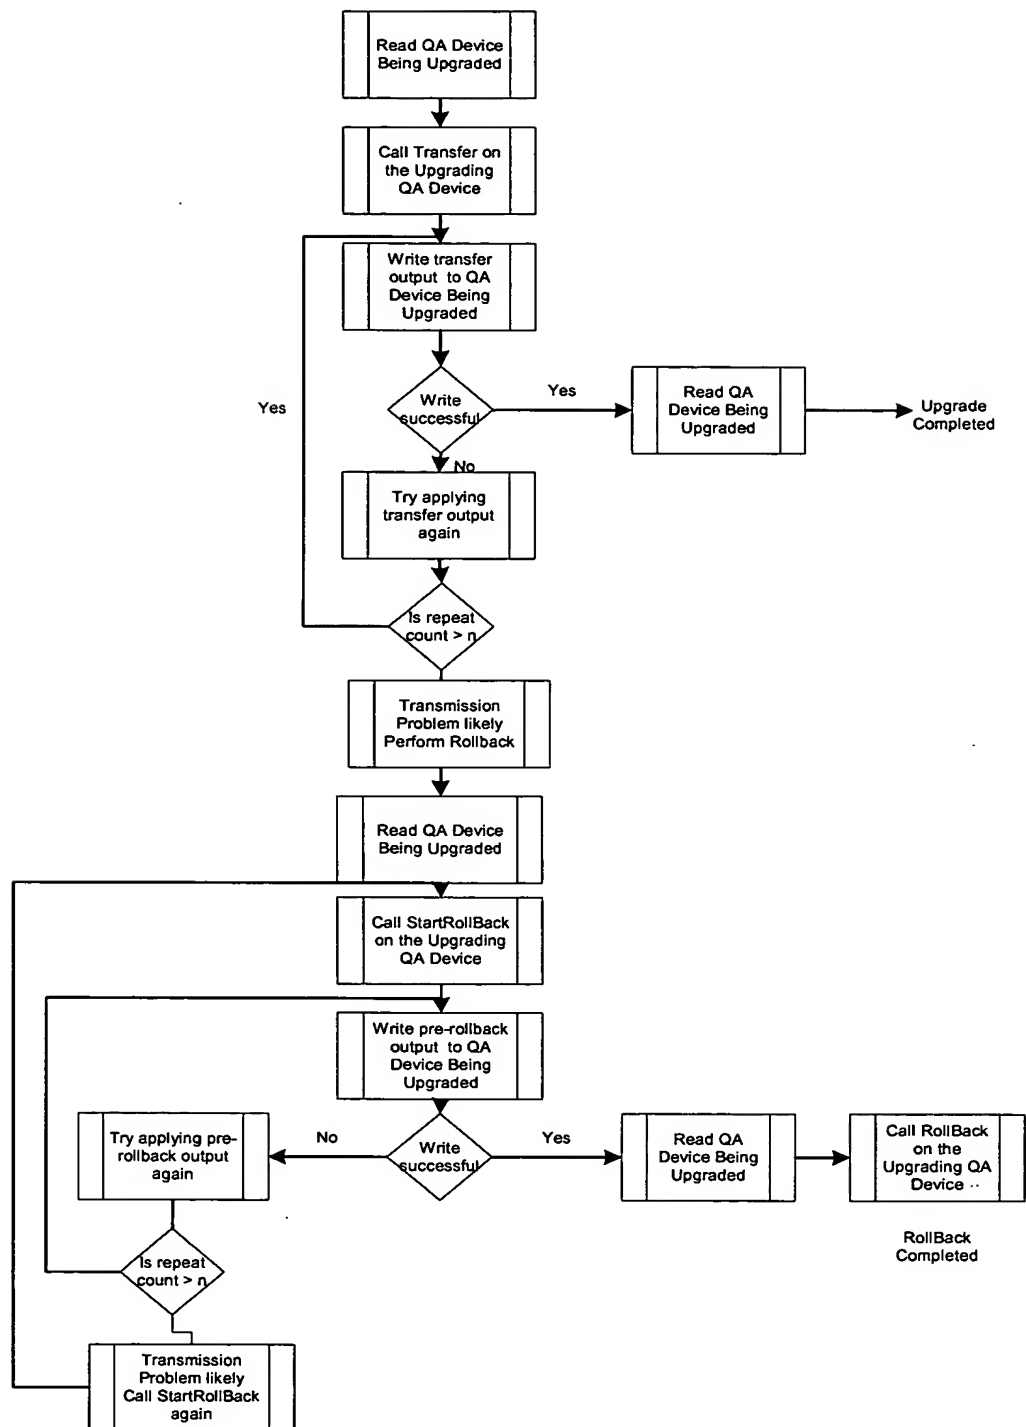 Read QA Device
Being Upgraded
Call Transfer on
the Upgrading
QA Device
Write transfer
output to QA
Device Being
Upgraded
Yes
Write
successful
Yes
Read QA
Device Being
Upgraded
Upgrade
Completed
No
Try applying
transfer output
again
Is repeat
count > n
Transmission
Problem likely
Perform Rollback
Read QA Device
Being Upgraded
Call StartRollBack
on the Upgrading
QA Device
Write pre-rollback
output to QA
Device Being
Upgraded
Try applying pre-
rollback output
again
No
Write
successful
Yes
Read QA
Device Being
Upgraded
Call RollBack
on the
Upgrading QA
Device
RollBack
Completed
Is repeat
count > n
Transmission
Problem likely
Call StartRollBack
again